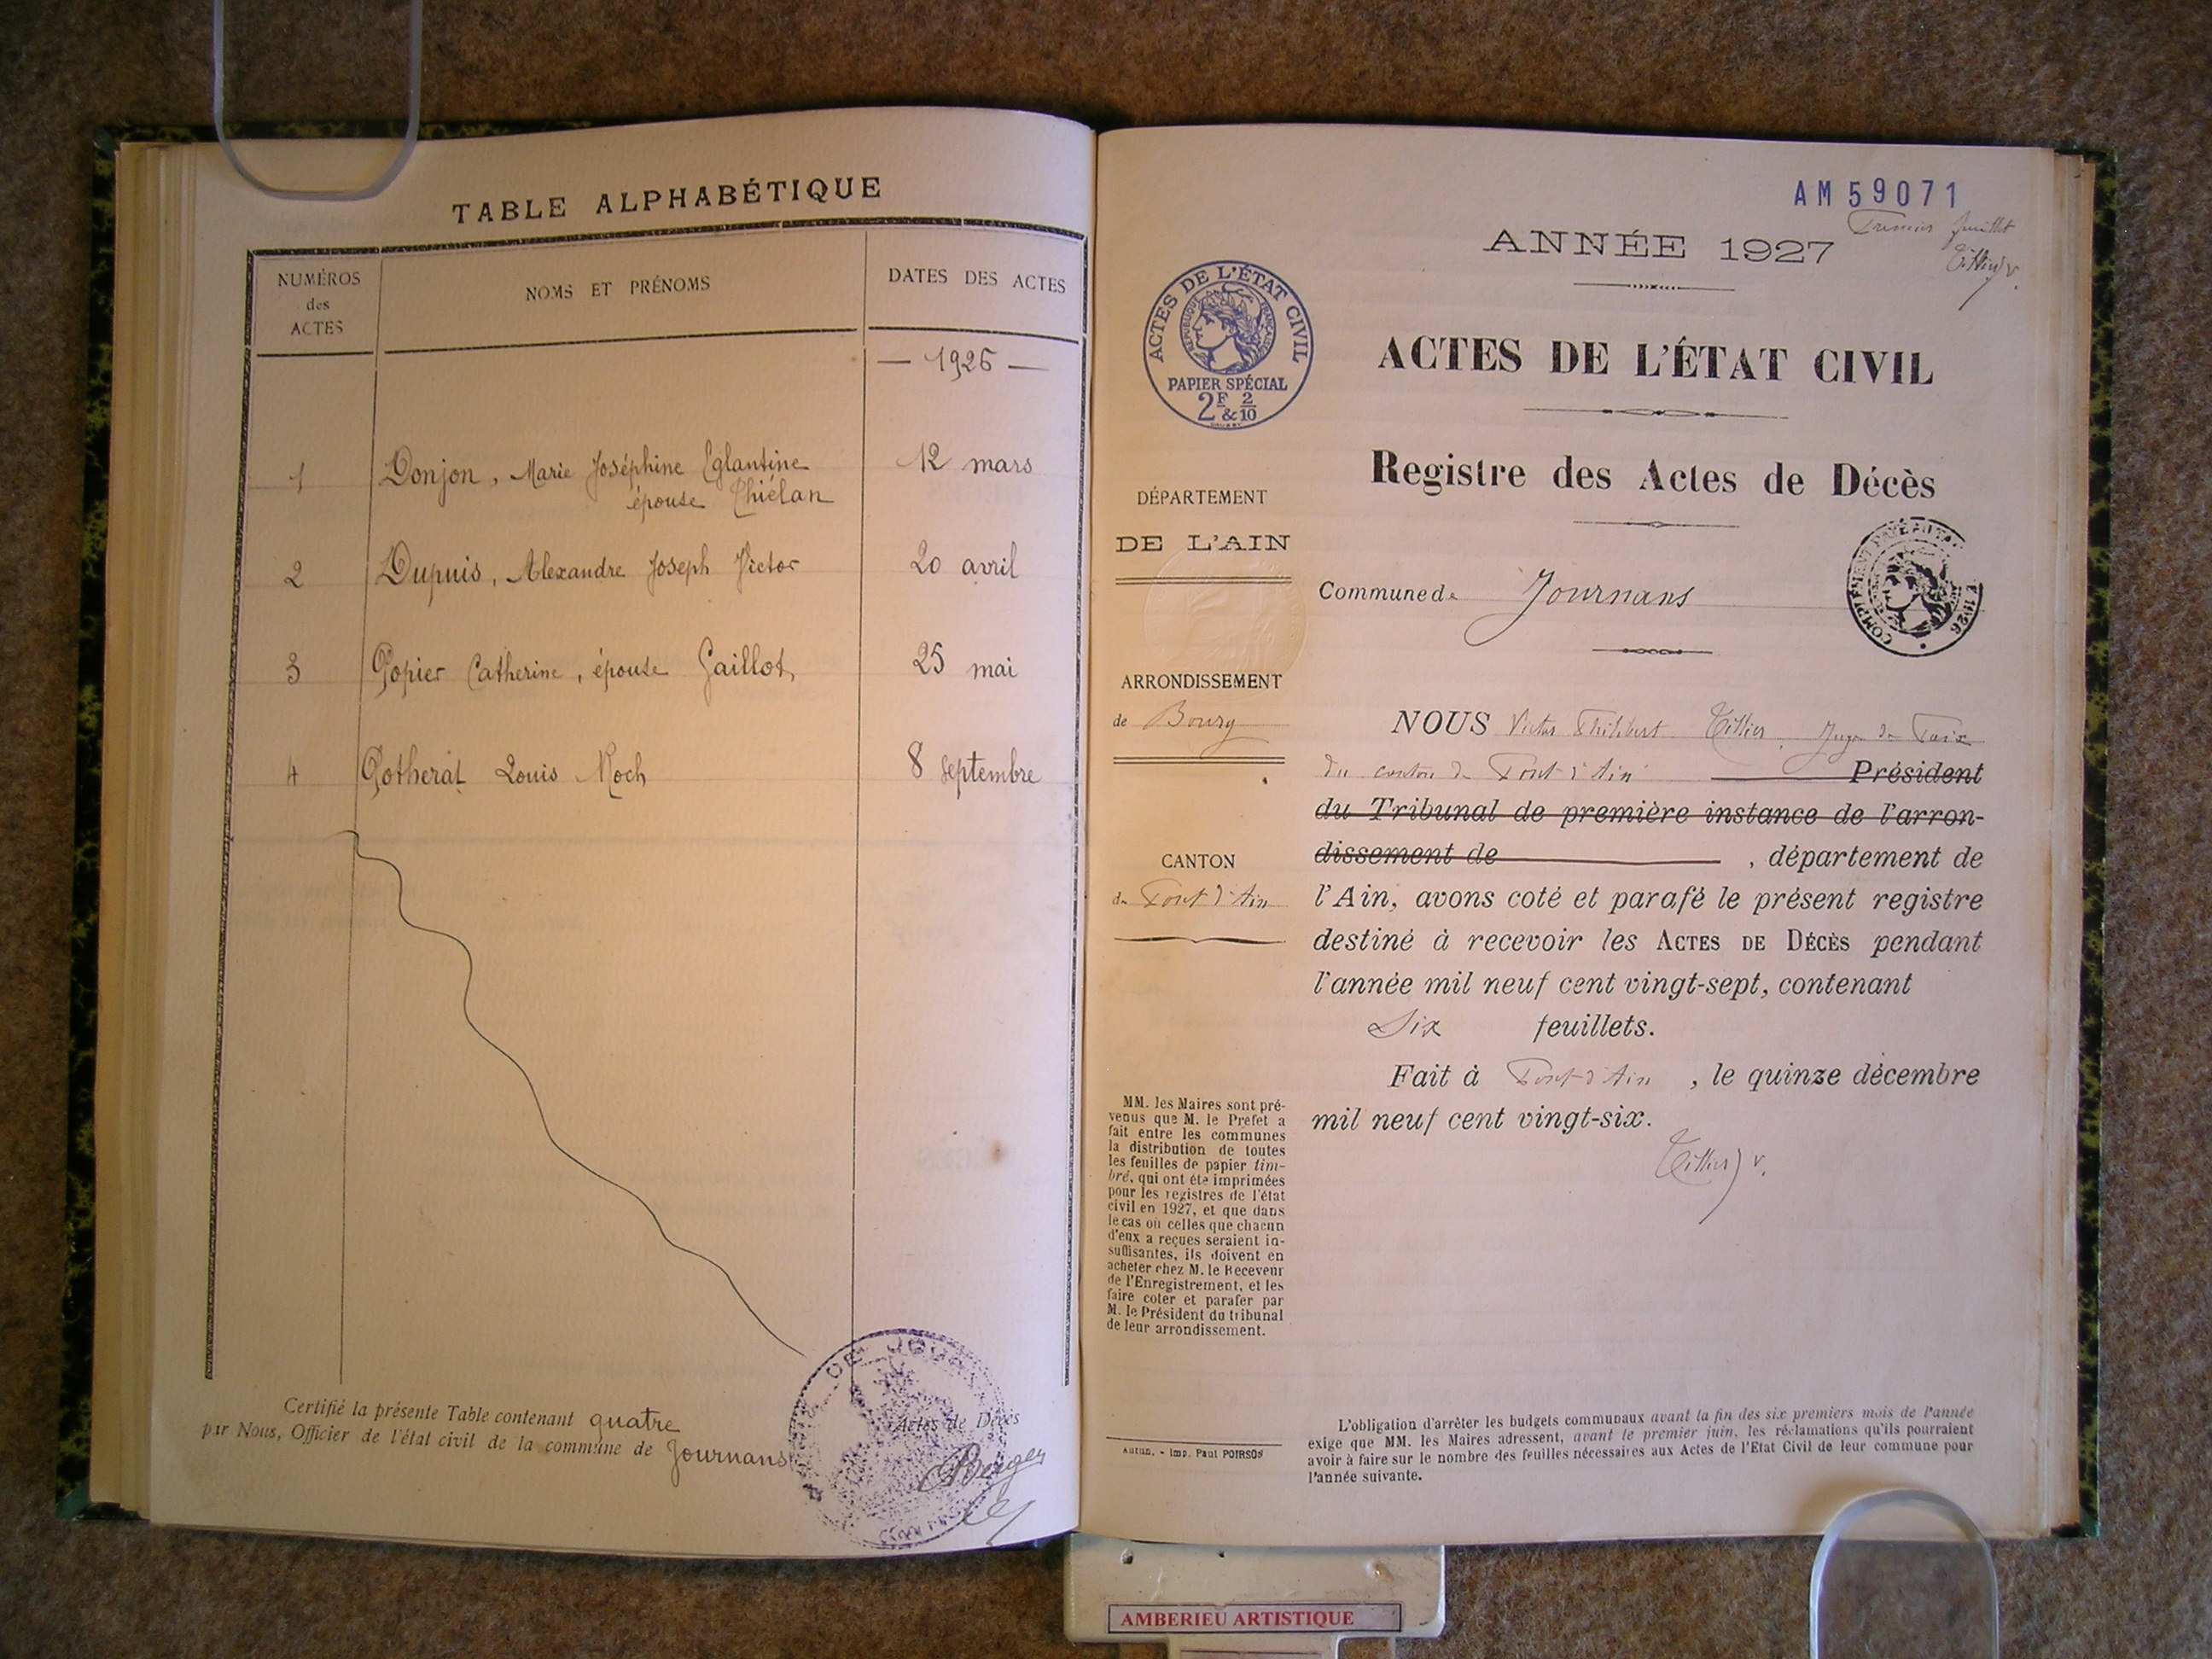 TABLE ALPHABÉTIQUE
NUMÉROS des ACTES
NOMS ET PRÉNOMS
DATES DES ACTES
— 1926 —
1 Donjon, Marie Joséphine Eglantine 12 mars
épouse Thiélan
2 Dupuis, Alexandre Joseph Victor 20 avril
3 Popier Catherine, épouse Gaillot, 25 mai
4 Potherat Louis Roch 8 septembre
Certifié la présente Table contenant quatre Actes de Décès
par Nous, Officier de l'état civil de la commune de Journans
Berger
DE JOURNANS
AM 59071
Premier feuillet
Tillier V.
ANNÉE 1927
ACTES DE L'ÉTAT CIVIL
RÉPUBLIQUE FRANÇAISE
PAPIER SPÉCIAL
2F & 2/10
ACTES DE L'ÉTAT CIVIL
Registre des Actes de Décès
DÉPARTEMENT
DE L'AIN
Commune de Journans
ARRONDISSEMENT
de Bourg
CANTON
de Pont d'Ain
NOUS Victor Philibert Tillier, Juge de Paix
du canton de Pont d'Ain Président
du Tribunal de première instance de l'arron-
dissement de , département de
l'Ain, avons coté et parafé le présent registre
destiné à recevoir les ACTES DE DÉCÈS pendant
l'année mil neuf cent vingt-sept, contenant
Six feuillets.
Fait à Pont-d'Ain , le quinze décembre
mil neuf cent vingt-six.
Tillier V.
MM. les Maires sont pré-
venus que M. le Préfet a
fait entre les communes
la distribution de toutes
les feuilles de papier tim-
bré, qui ont été imprimées
pour les registres de l'état
civil en 1927, et que dans
le cas où celles que chacun
d'eux a reçues seraient in-
suffisantes, ils doivent en
acheter chez M. le Receveur
de l'Enregistrement, et les
faire coter et parafer par
M. le Président du tribunal
de leur arrondissement.
Autun. - Imp. Paul POIRSON
L'obligation d'arrêter les budgets communaux avant la fin des six premiers mois de l'année
exige que MM. les Maires adressent, avant le premier juin, les réclamations qu'ils pourraient
avoir à faire sur le nombre des feuilles nécessaires aux Actes de l'Etat Civil de leur commune pour
l'année suivante.
AMBERIEU ARTISTIQUE